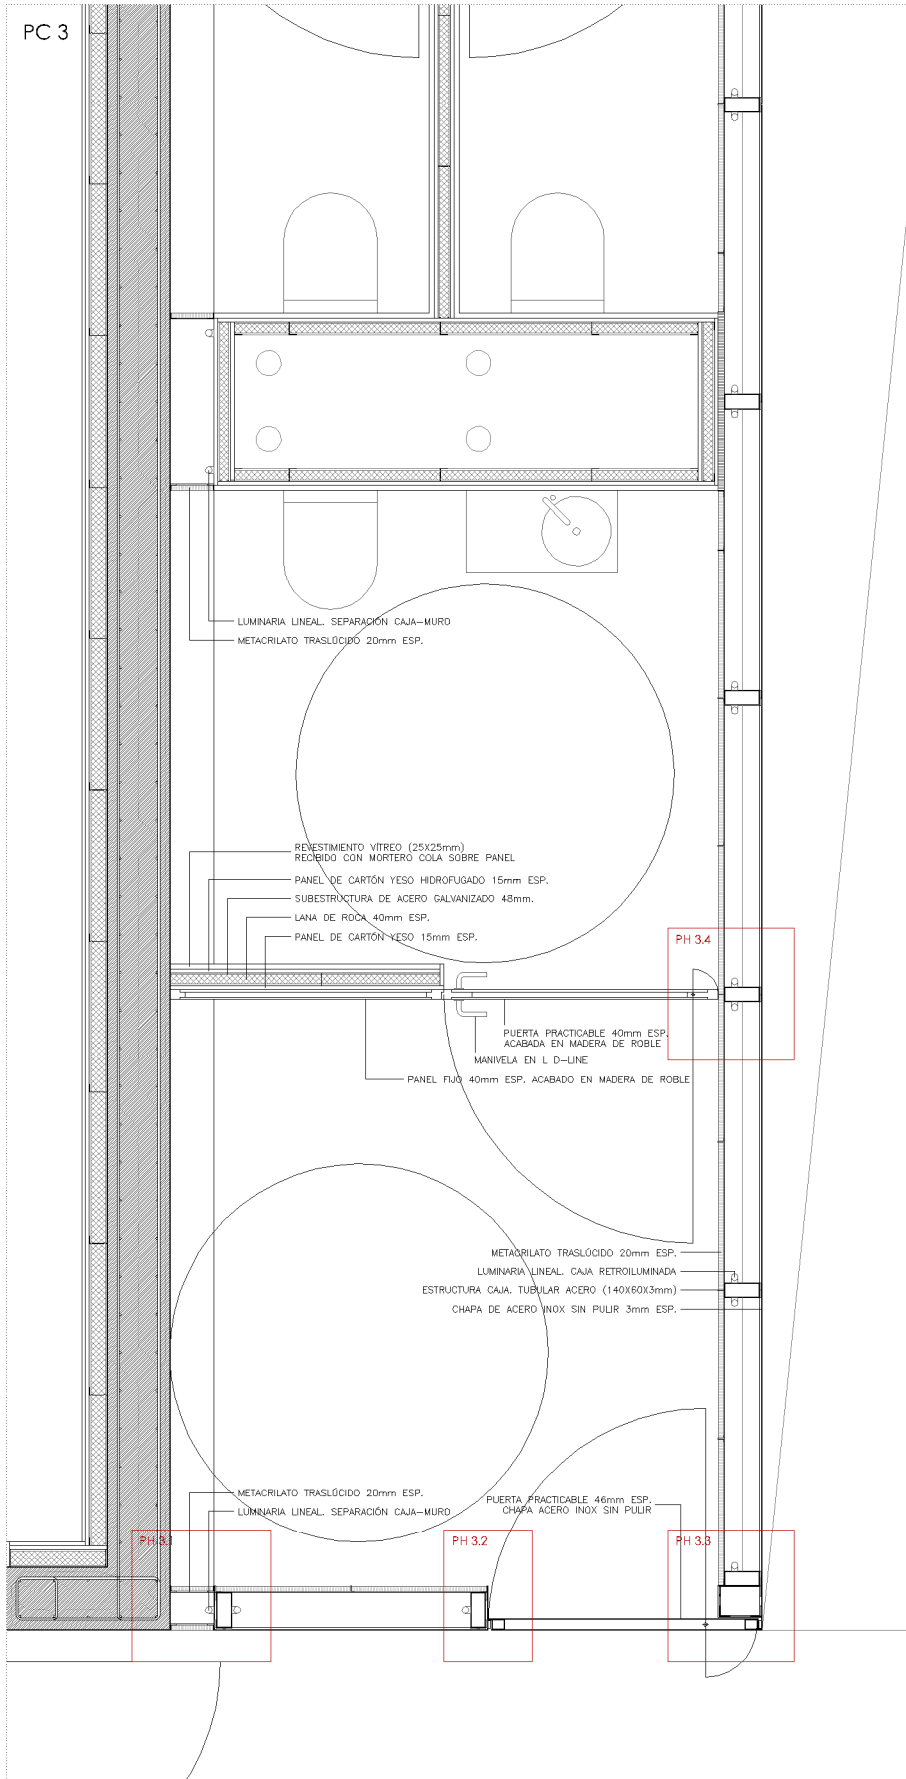 PC 3
LUMINARIA LINEAL. SEPARACIÓN CAJA-MURO
METACRILATO TRASLÚCIDO 20mm ESP.
REVESTIMIENTO VÍTREO (25X25mm)
RECIBIDO CON MORTERO COLA SOBRE PANEL
PANEL DE CARTÓN YESO HIDROFUGADO 15mm ESP.
SUBESTRUCTURA DE ACERO GALVANIZADO 48mm.
LANA DE ROCA 40mm ESP.
PANEL DE CARTÓN YESO 15mm ESP.
PH 3.4
PUERTA PRACTICABLE 40mm ESP.
ACABADA EN MADERA DE ROBLE
MANIVELA EN L D-LINE
PANEL FIJO 40mm ESP. ACABADO EN MADERA DE ROBLE
METACRILATO TRASLÚCIDO 20mm ESP.
LUMINARIA LINEAL. CAJA RETROILUMINADA
ESTRUCTURA CAJA. TUBULAR ACERO (140X60X3mm)
CHAPA DE ACERO INOX SIN PULIR 3mm ESP.
METACRILATO TRASLÚCIDO 20mm ESP.
LUMINARIA LINEAL. SEPARACIÓN CAJA-MURO
PUERTA PRACTICABLE 46mm ESP.
CHAPA ACERO INOX SIN PULIR
PH 3.1
PH 3.2
PH 3.3